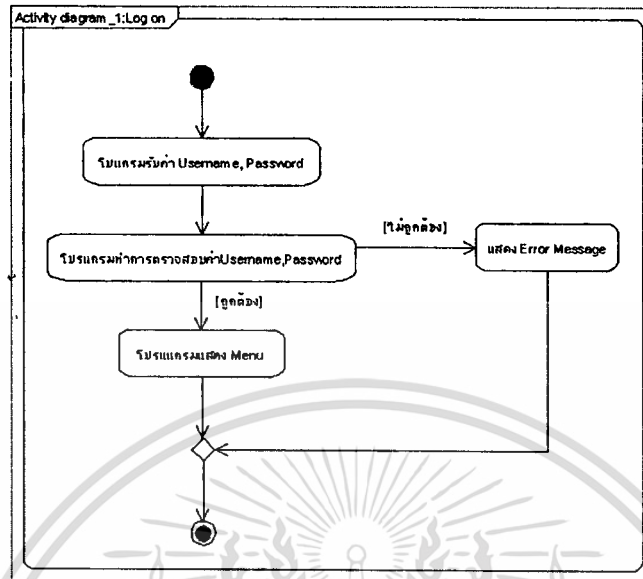 Activity diagram_1:Log on
โปรแกรมรับค่า Username, Password
[ไม่ถูกต้อง]
โปรแกรมทำการตรวจสอบค่าUsername,Password
แสดง Error Message
[ถูกต้อง]
โปรแแกรมแสดง Menu